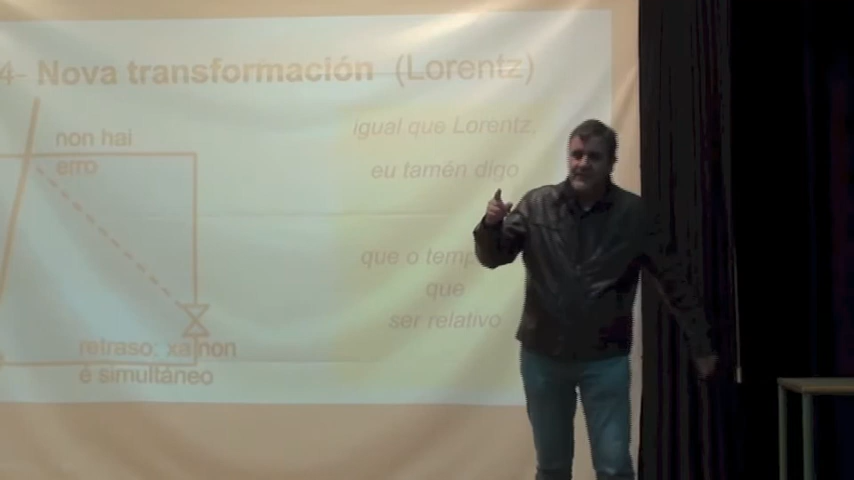 4- Nova transformación (Lorentz)
non hai
erro
igual que Lorentz,
eu tamén digo
que o
que
ser relativo
retraso: xa non
é simultáneo